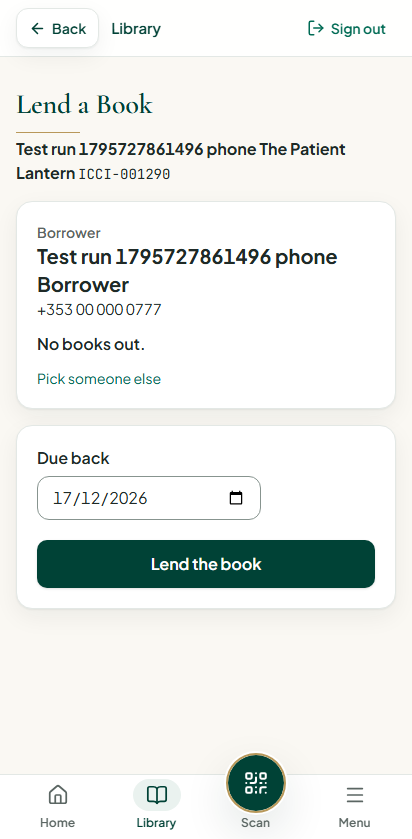 Back
Library
Sign out
Lend a Book
Test run 1795727861496 phone The Patient
Lantern ICCI-001290
Borrower
Test run 1795727861496 phone
Borrower
+353 00 000 0777
No books out.
Pick someone else
Due back
17/12/2026
Lend the book
Home
Library
Scan
Menu